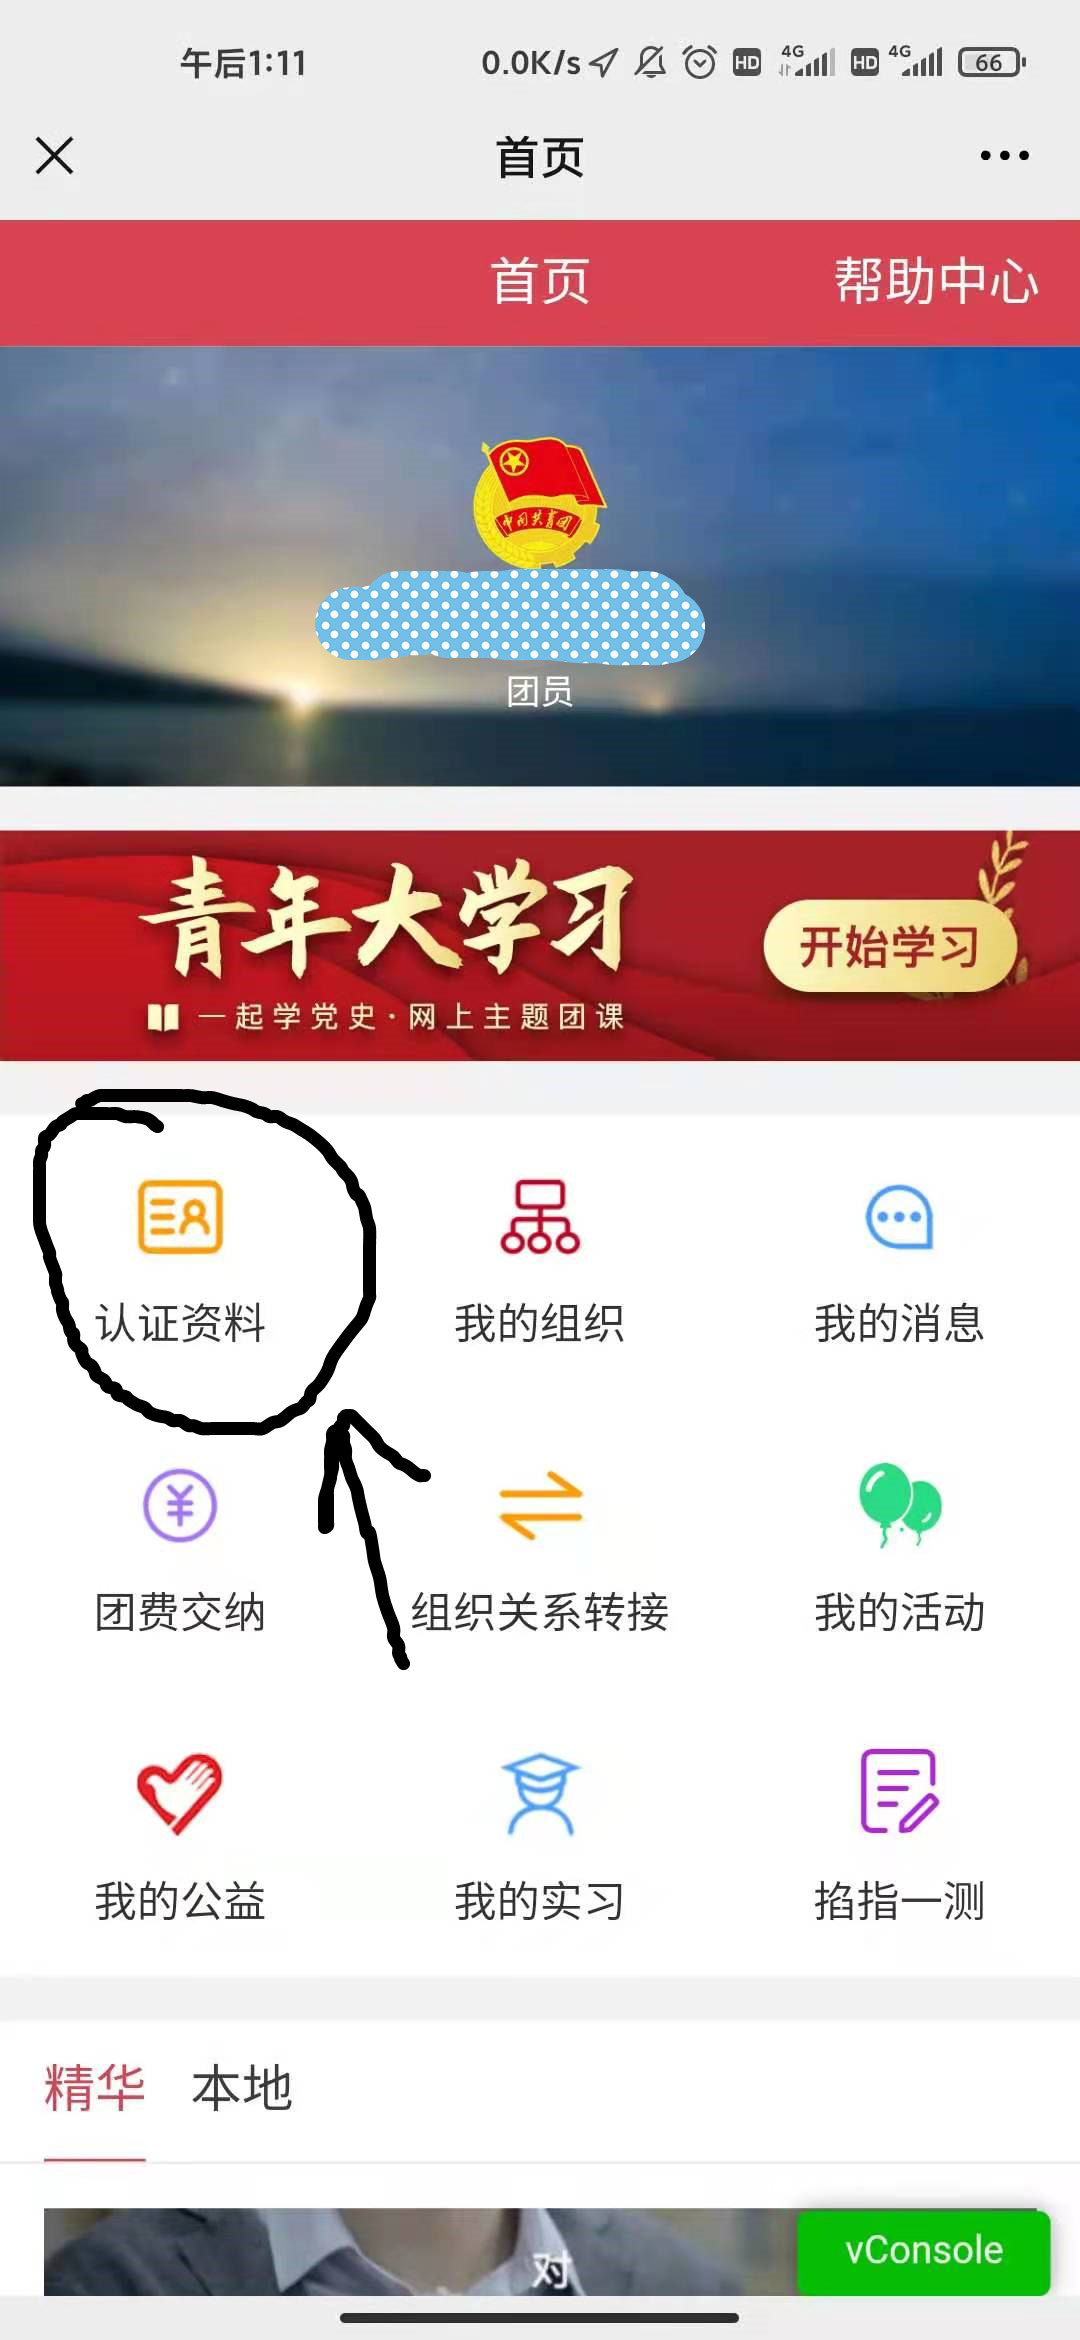 午后1:11 0.0K/s HD 4G HD 4G 66
首页
首页 帮助中心
中国共青团
团员
青年大学习
开始学习
一起学党史·网上主题团课
认证资料 我的组织 我的消息
团费交纳 组织关系转接 我的活动
我的公益 我的实习 掐指一测
精华 本地
对
vConsole